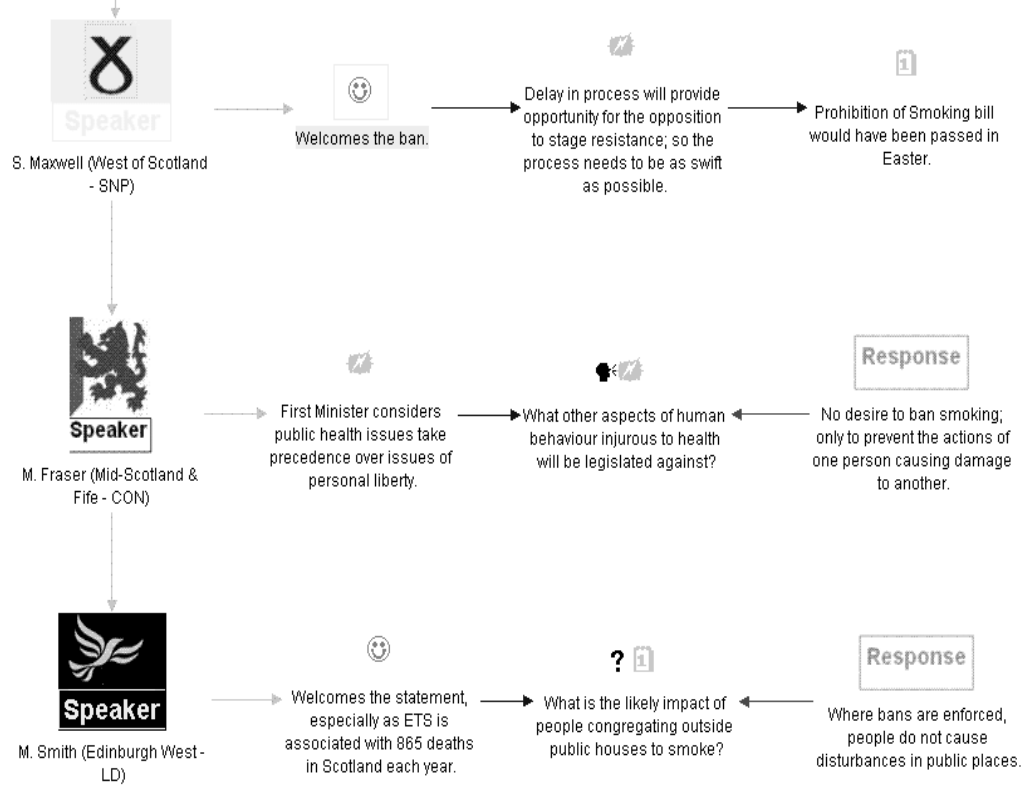 Speaker
S. Maxwell (West of Scotland
- SNP)
Welcomes the ban.
Delay in process will provide
opportunity for the opposition
to stage resistance; so the
process needs to be as swift
as possible.
1
Prohibition of Smoking bill
would have been passed in
Easter.
Speaker
M. Fraser (Mid-Scotland &
Fife - CON)
First Minister considers
public health issues take
precedence over issues of
personal liberty.
What other aspects of human
behaviour injurous to health
will be legislated against?
Response
No desire to ban smoking;
only to prevent the actions of
one person causing damage
to another.
Speaker
M. Smith (Edinburgh West -
LD)
Welcomes the statement,
especially as ETS is
associated with 865 deaths
in Scotland each year.
? 1
What is the likely impact of
people congregating outside
public houses to smoke?
Response
Where bans are enforced,
people do not cause
disturbances in public places.